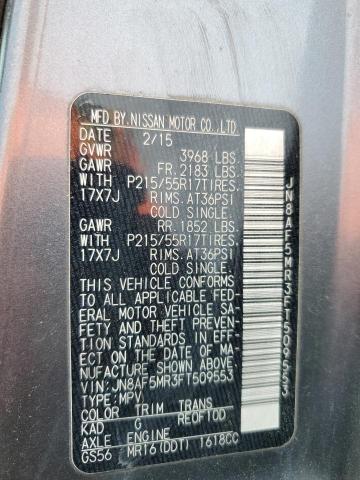 MFD BY.NISSAN MOTOR CO.,LTD.
DATE 2/15
GVWR 3968 LBS.
GAWR FR.2183 LBS.
WITH P215/55R17TIRES.
17X7J RIMS.AT36PSI
COLD SINGLE.
GAWR RR.1852 LBS.
WITH P215/55R17TIRES.
17X7J RIMS.AT36PSI
COLD SINGLE.
THIS VEHICLE CONFORMS
TO ALL APPLICABLE FED-
ERAL MOTOR VEHICLE SA-
FETY AND THEFT PREVEN-
TION STANDARDS IN EFF-
ECT ON THE DATE OF MA-
NUFACTURE SHOWN ABOVE.
VIN:JN8AF5MR3FT509553
TYPE:MPV
COLOR TRIM TRANS
KAD G RE0F10D
AXLE ENGINE
GS56 MR16(DDT) 1618CC
JN8AF5MR3FT509553